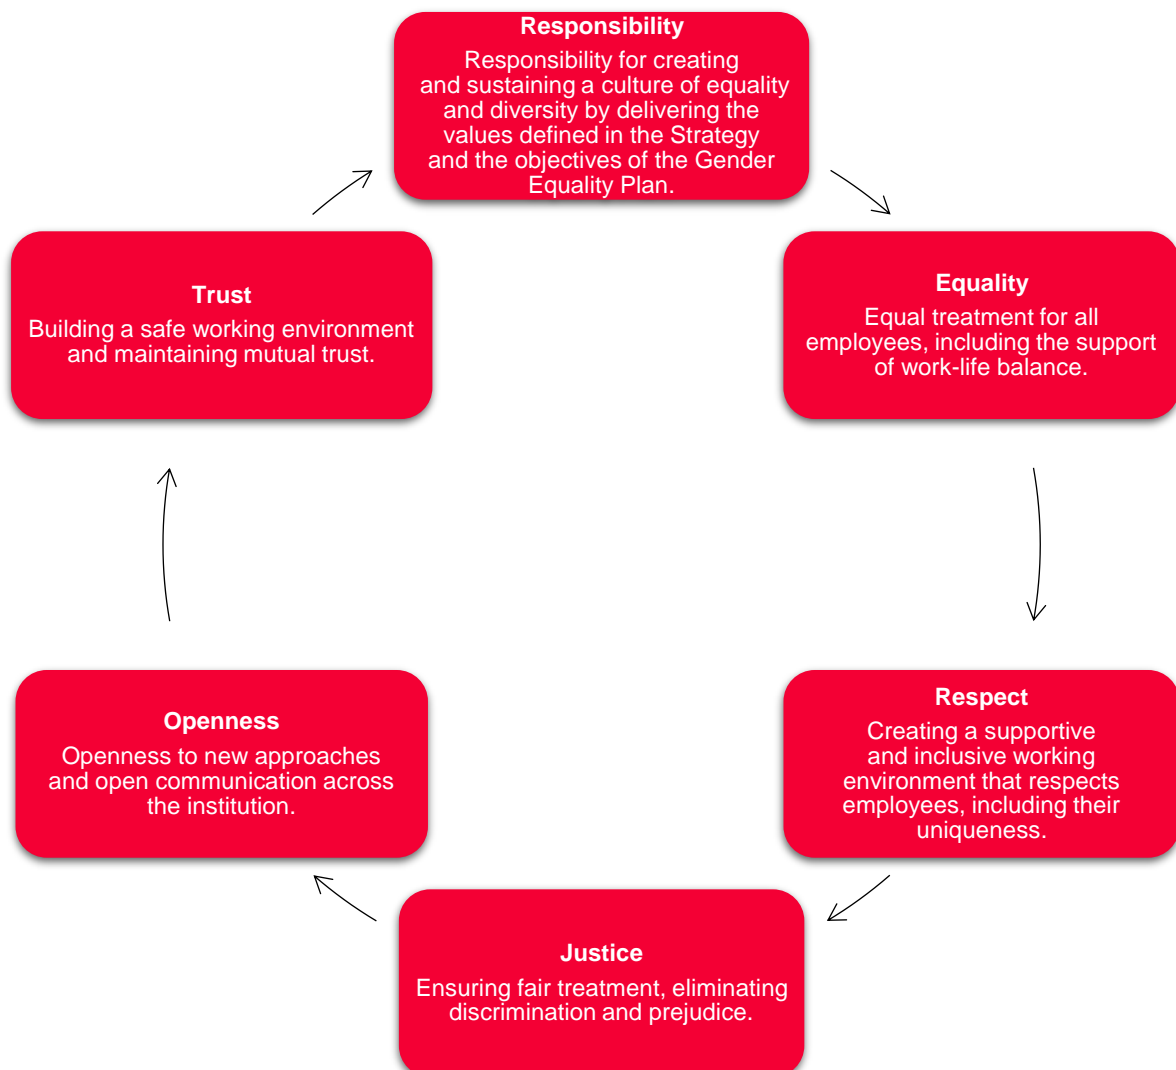 Responsibility
Responsibility for creating
and sustaining a culture of equality
and diversity by delivering the
values defined in the Strategy
and the objectives of the Gender
Equality Plan.
Equality
Equal treatment for all
employees, including the support
of work-life balance.
Respect
Creating a supportive
and inclusive working
environment that respects
employees, including their
uniqueness.
Justice
Ensuring fair treatment, eliminating
discrimination and prejudice.
Openness
Openness to new approaches
and open communication across
the institution.
Trust
Building a safe working environment
and maintaining mutual trust.